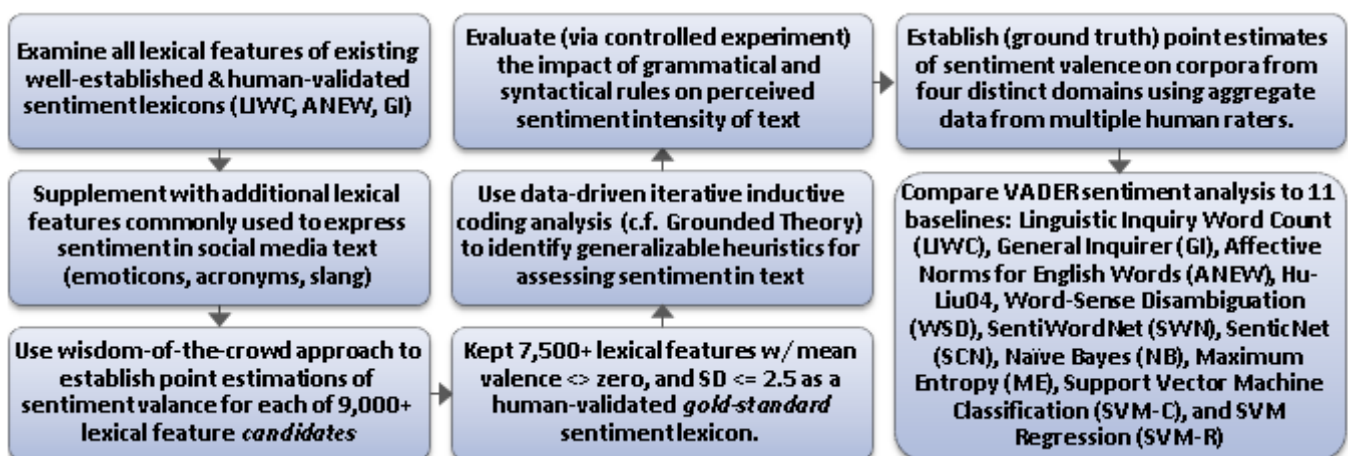 Examine all lexical features of existing
well-established & human-validated
sentiment lexicons (LIWC, ANEW, GI)
Supplement with additional lexical
features commonly used to express
sentiment in social media text
(emoticons, acronyms, slang)
Use wisdom-of-the-crowd approach to
establish point estimations of
sentiment valance for each of 9,000+
lexical feature candidates
Kept 7,500+ lexical features w/ mean
valence <> zero, and SD <= 2.5 as a
human-validated gold-standard
sentiment lexicon.
Use data-driven iterative inductive
coding analysis (c.f. Grounded Theory)
to identify generalizable heuristics for
assessing sentiment in text
Evaluate (via controlled experiment)
the impact of grammatical and
syntactical rules on perceived
sentiment intensity of text
Establish (ground truth) point estimates
of sentiment valence on corpora from
four distinct domains using aggregate
data from multiple human raters.
Compare VADER sentiment analysis to 11
baselines: Linguistic Inquiry Word Count
(LIWC), General Inquirer (GI), Affective
Norms for English Words (ANEW), Hu-
Liu04, Word-Sense Disambiguation
(WSD), SentiWordNet (SWN), SenticNet
(SCN), Naïve Bayes (NB), Maximum
Entropy (ME), Support Vector Machine
Classification (SVM-C), and SVM
Regression (SVM-R)